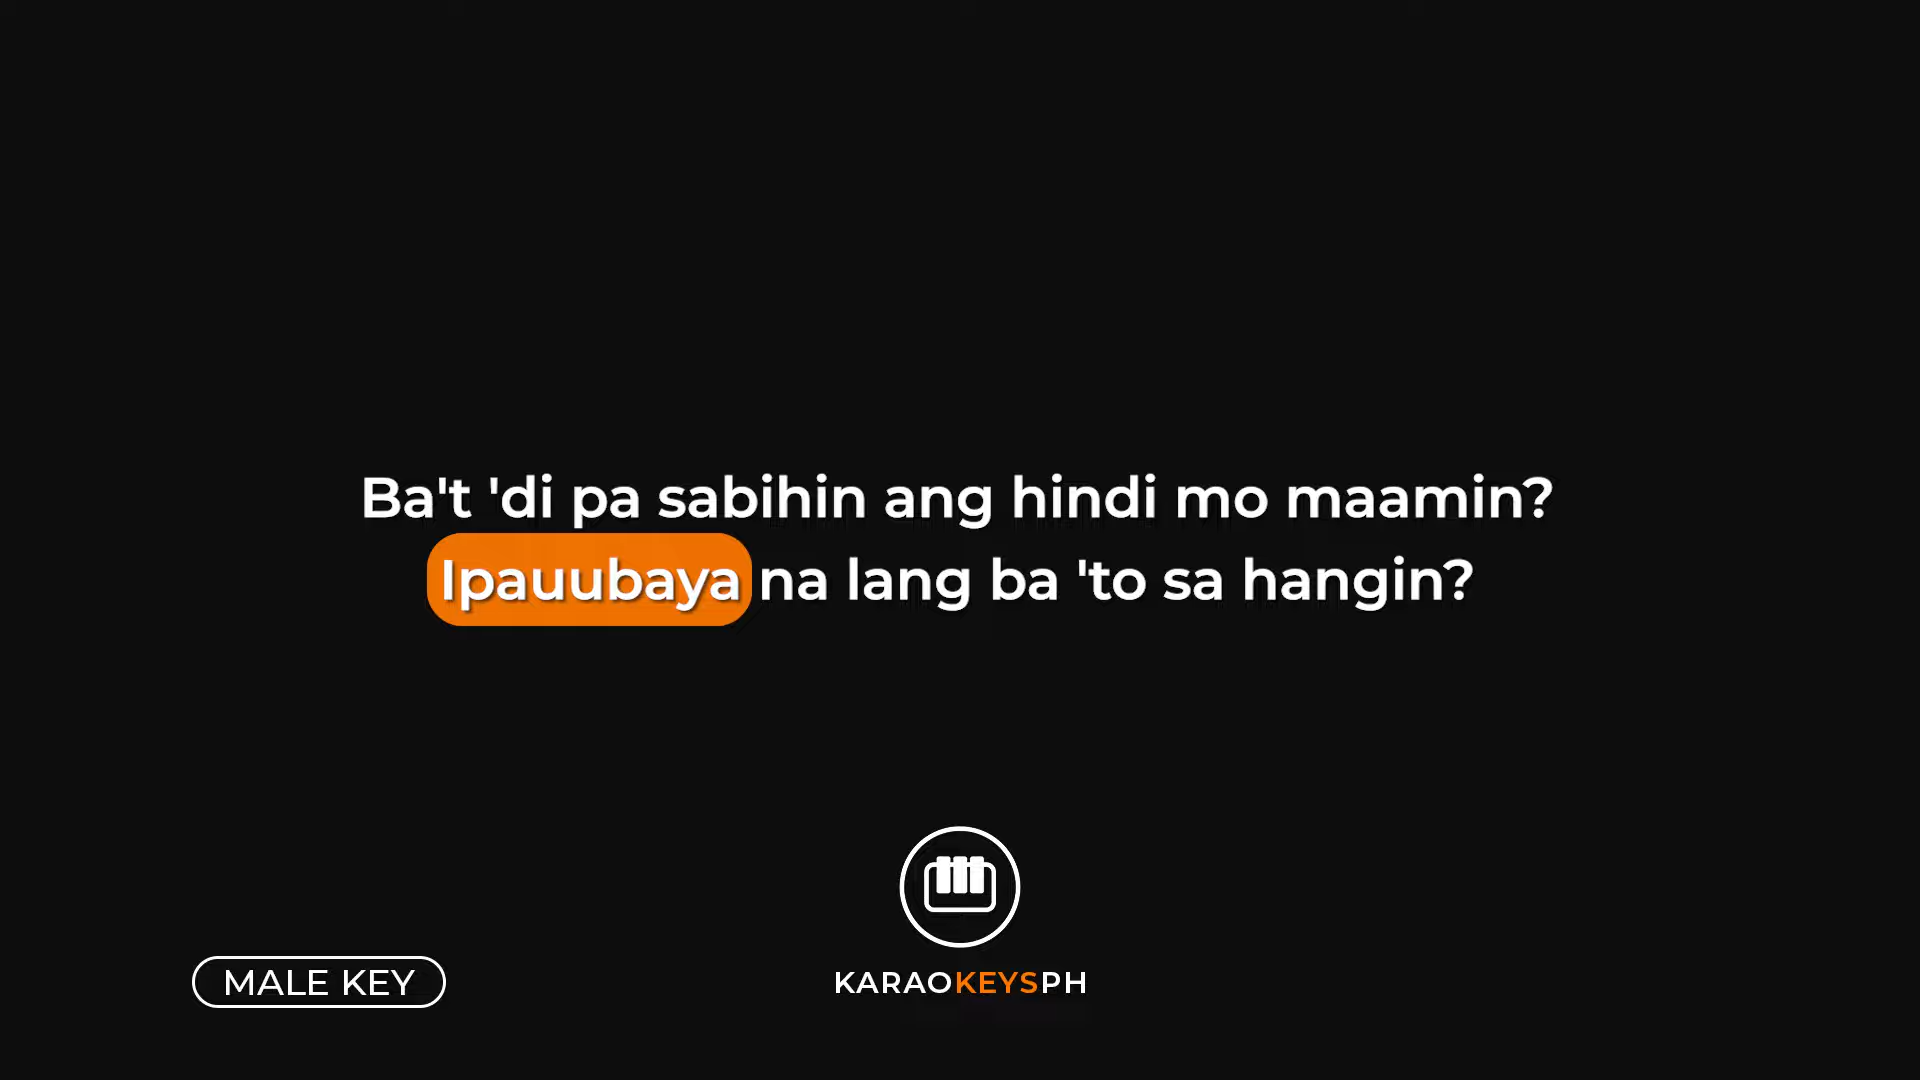 Ba't 'di pa sabihin ang hindi mo maamin?
Ipauubaya na lang ba 'to sa hangin?
MALE KEY
KARAOKEYSPH